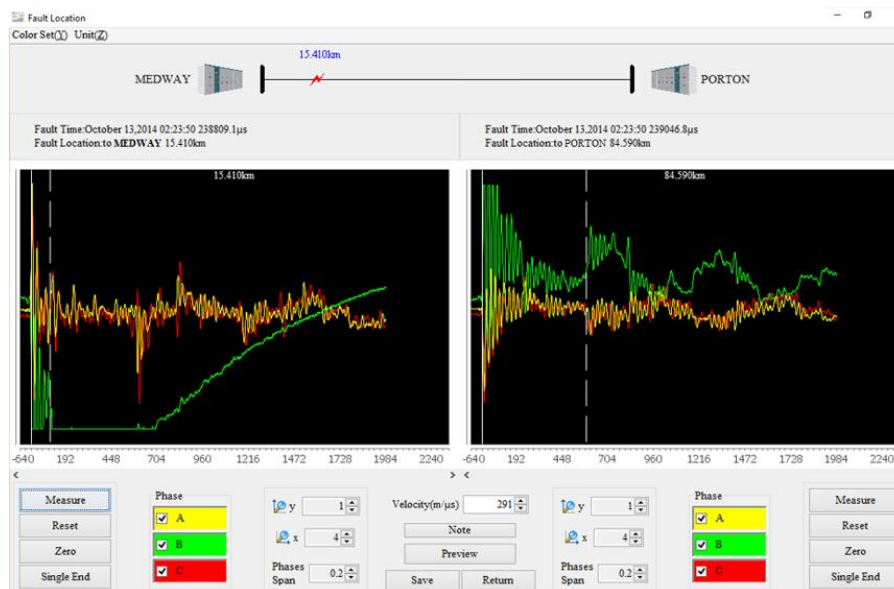 Fault Location
Color Set(Y) Unit(Z)
15.410km
MEDWAY
PORTON
Fault Time:October 13,2014 02:23:50 238809.1μs
Fault Location:to MEDWAY 15.410km
Fault Time:October 13,2014 02:23:50 239046.8μs
Fault Location:to PORTON 84.590km
15.410km
84.590km
-640 192 448 704 960 1216 1472 1728 1984 2240
-640 192 448 704 960 1216 1472 1728 1984 2240
< > <
Measure
Reset
Zero
Single End
Phase
A
B
C
y 1
x 4
Phases Span 0.2
Velocity(m/μs) 291
Note
Preview
Save Return
y 1
x 4
Phases Span 0.2
Phase
A
B
C
Measure
Reset
Zero
Single End